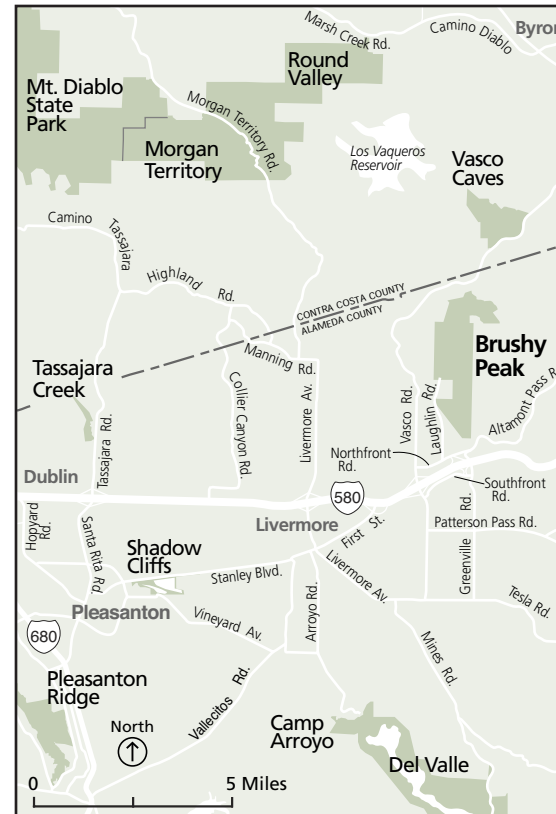 Marsh Creek Rd.
Camino Diablo
Byron
Round
Valley
Mt. Diablo
State
Park
Morgan Territory Rd.
Morgan
Territory
Los Vaqueros
Reservoir
Vasco
Caves
Camino
Tassajara
Highland Rd.
CONTRA COSTA COUNTY
ALAMEDA COUNTY
Brushy
Peak
Manning Rd.
Tassajara
Creek
Collier Canyon Rd.
Livermore Av.
Vasco Rd.
Laughlin Rd.
Altamont Pass R
Tassajara Rd.
Northfront
Rd.
Dublin
580
Southfront
Rd.
Hopyard
Rd.
Santa Rita Rd.
Livermore
First St.
Greenville Rd.
Patterson Pass Rd.
Shadow
Cliffs
Stanley Blvd.
Livermore Av.
Tesla Rd.
Pleasanton
Vineyard Av.
Arroyo Rd.
Mines Rd.
680
Vallecitos Rd.
Pleasanton
Ridge
North
Camp
Arroyo
Del Valle
0 5 Miles